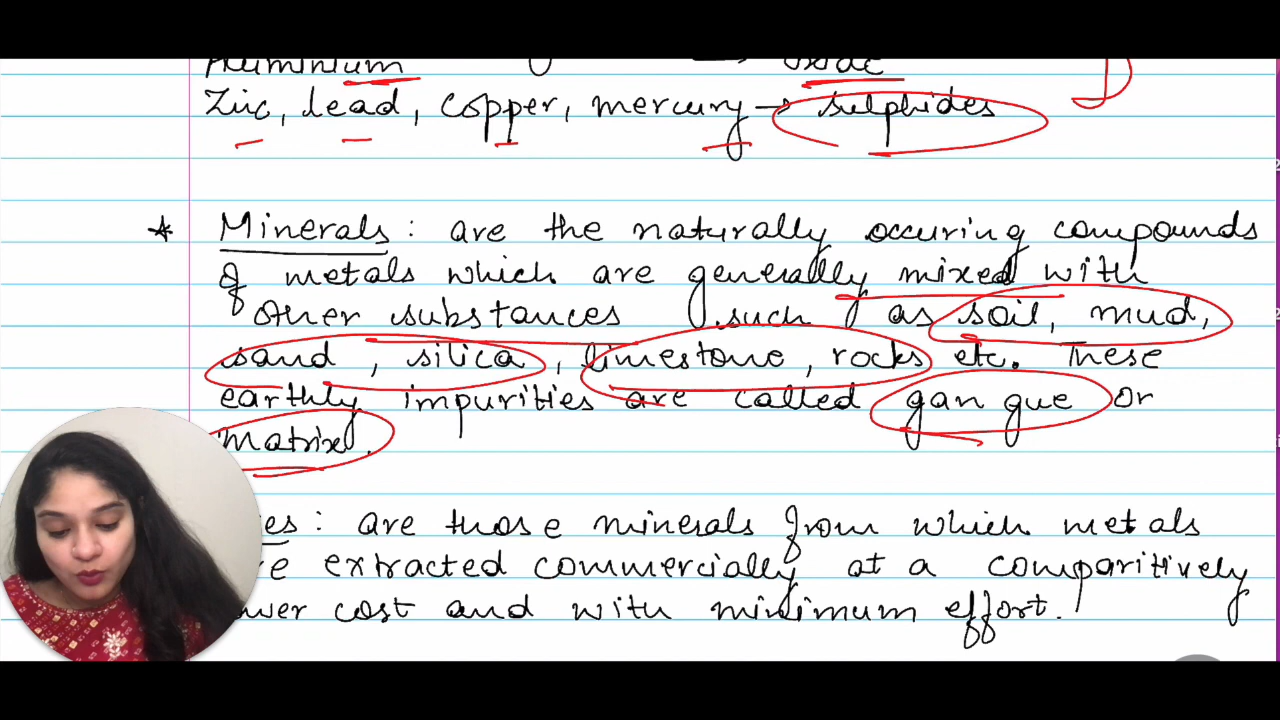 Aluminium → oxide
Zinc, lead, copper, mercury → sulphides
* Minerals : are the naturally occuring compounds
of metals which are generally mixed with
other substances such as soil, mud,
sand, silica, limestone, rocks etc. These
earthly impurities are called gangue or
matrix.
: are those minerals from which metals
extracted commercially at a comparitively
cost and with minimum effort.